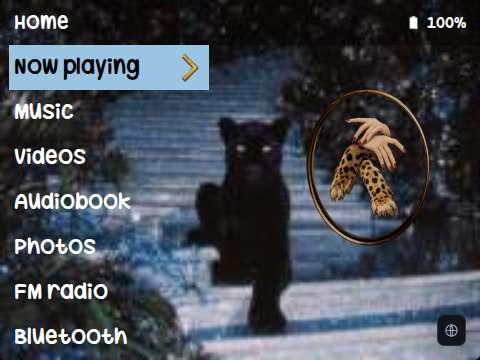 Home
100%
Now playing
Music
Videos
Audiobook
Photos
FM radio
Bluetooth